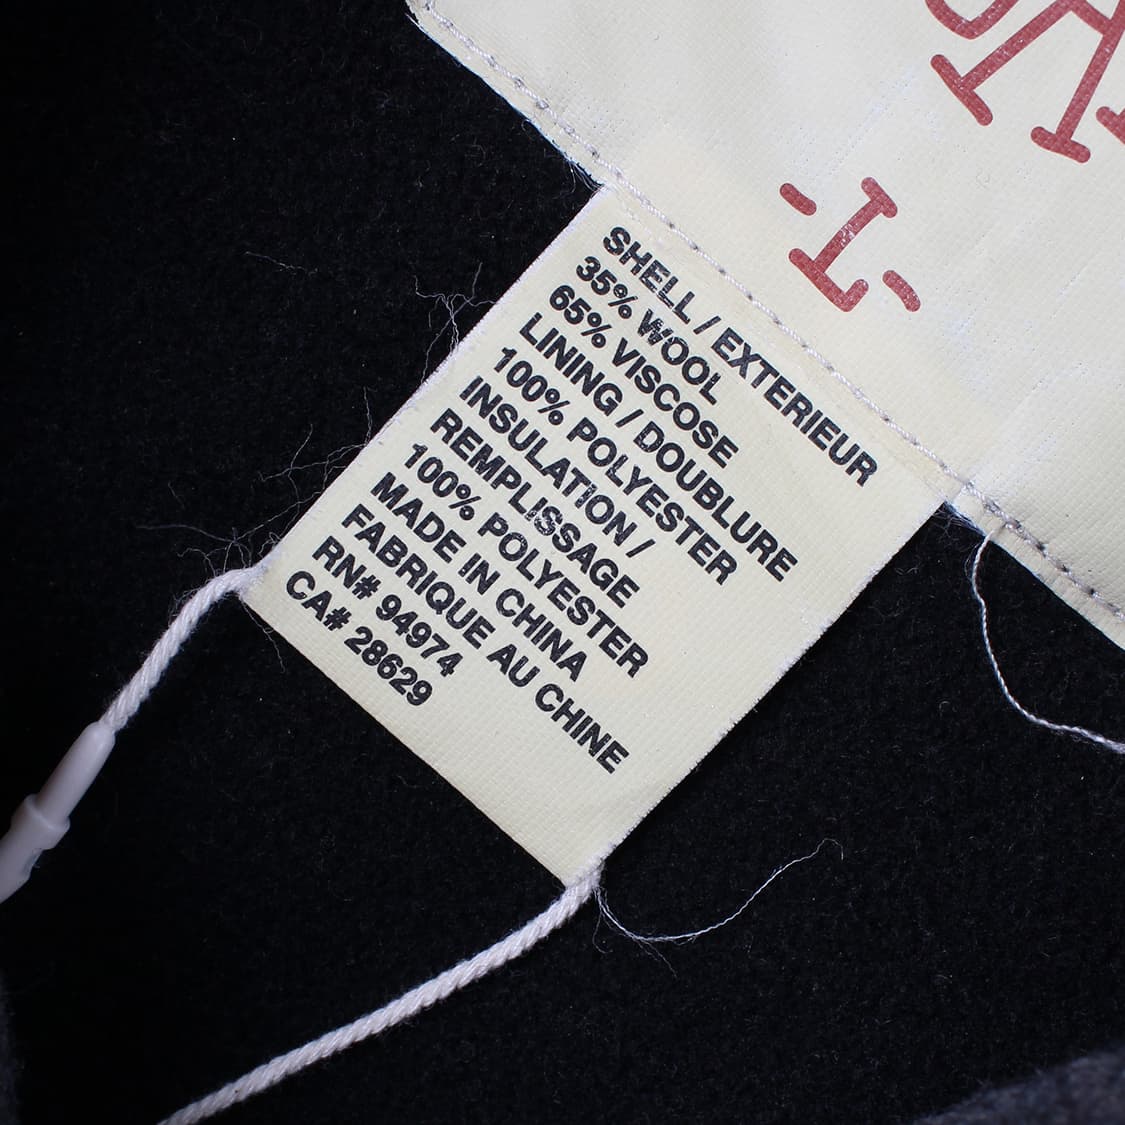 -L-
SHELL / EXTERIEUR
35% WOOL
65% VISCOSE
LINING / DOUBLURE
100% POLYESTER
INSULATION /
REMPLISSAGE
100% POLYESTER
MADE IN CHINA
FABRIQUE AU CHINE
RN# 94974
CA# 28629